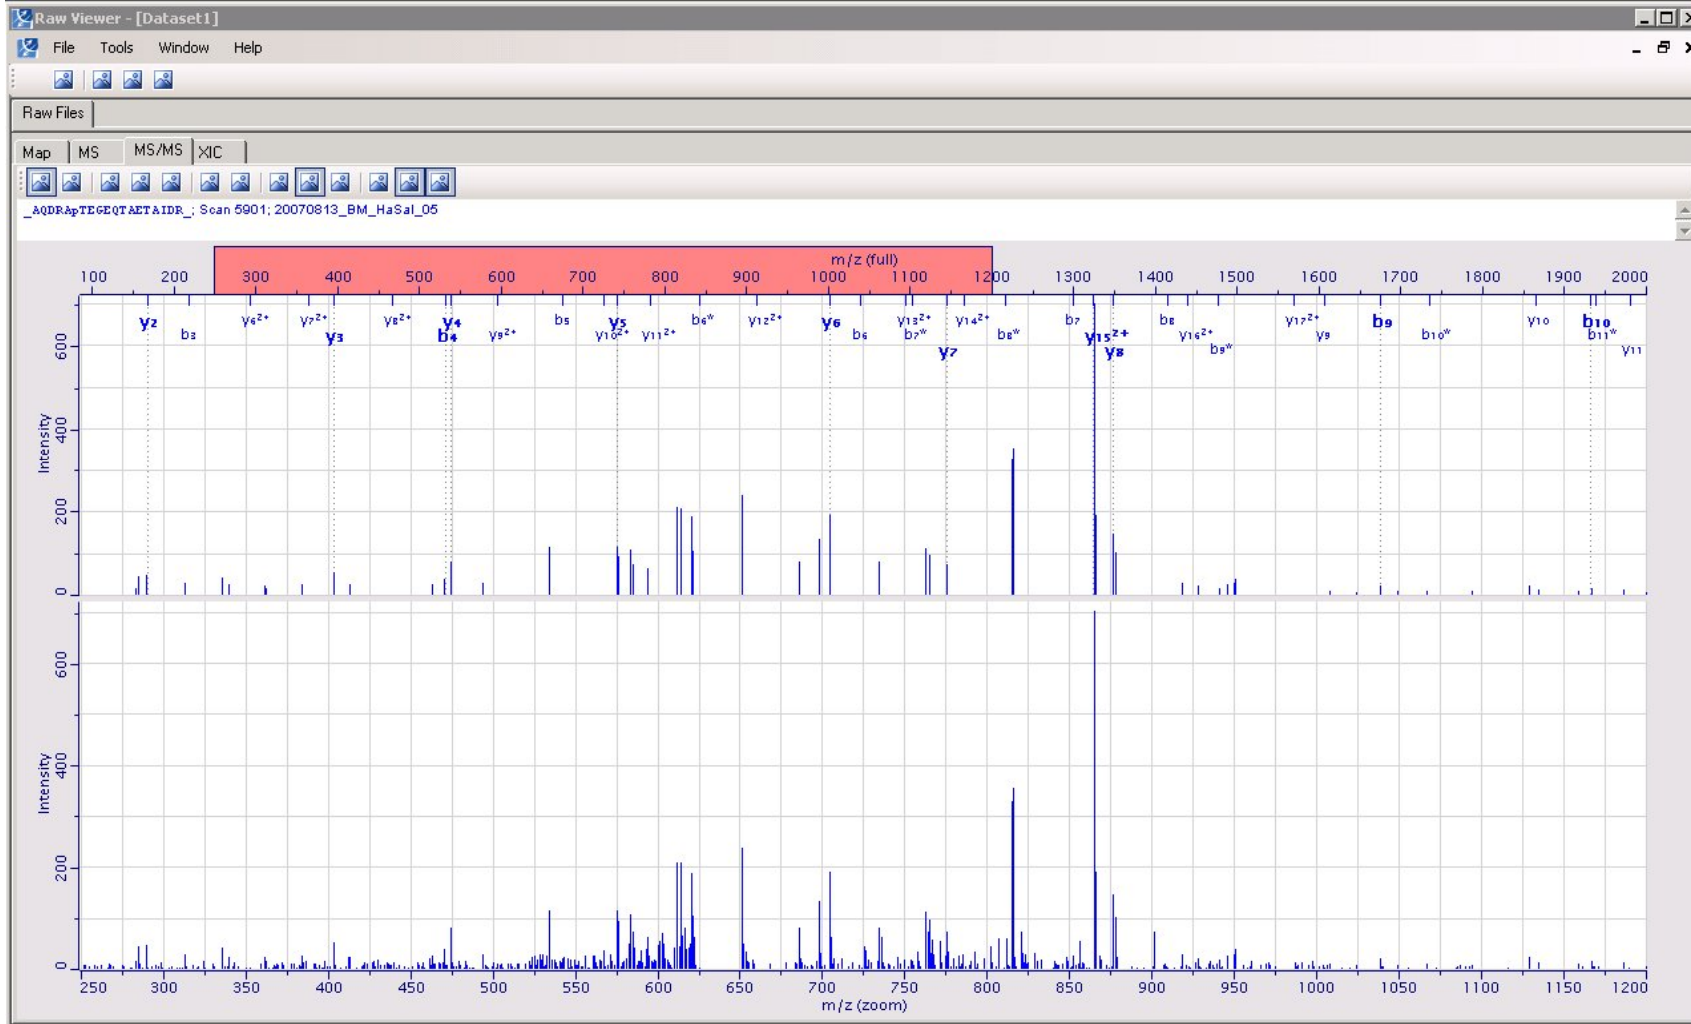 Raw Viewer - [Dataset1]
File Tools Window Help
Raw Files
Map MS MS/MS XIC
_AQDRApTEGEQTAETAIDR_; Scan 5901; 20070813_BM_HaSal_05
m/z (full)
100 200 300 400 500 600 700 800 900 1000 1100 1200 1300 1400 1500 1600 1700 1800 1900 2000
y2 y6²⁺ y7²⁺ y8²⁺ y4 b5 y5 b6* y12²⁺ y6 y13²⁺ y14²⁺ b7 b8 y17²⁺ b9 y10 b10
b3 y3 b4 y9²⁺ y10²⁺ y11²⁺ b6 b7* b8* y15²⁺ y16²⁺ y9 b10* b11*
y7 y8 b9* y11
600
400
200
0
Intensity
600
400
200
0
Intensity
250 300 350 400 450 500 550 600 650 700 750 800 850 900 950 1000 1050 1100 1150 1200
m/z (zoom)